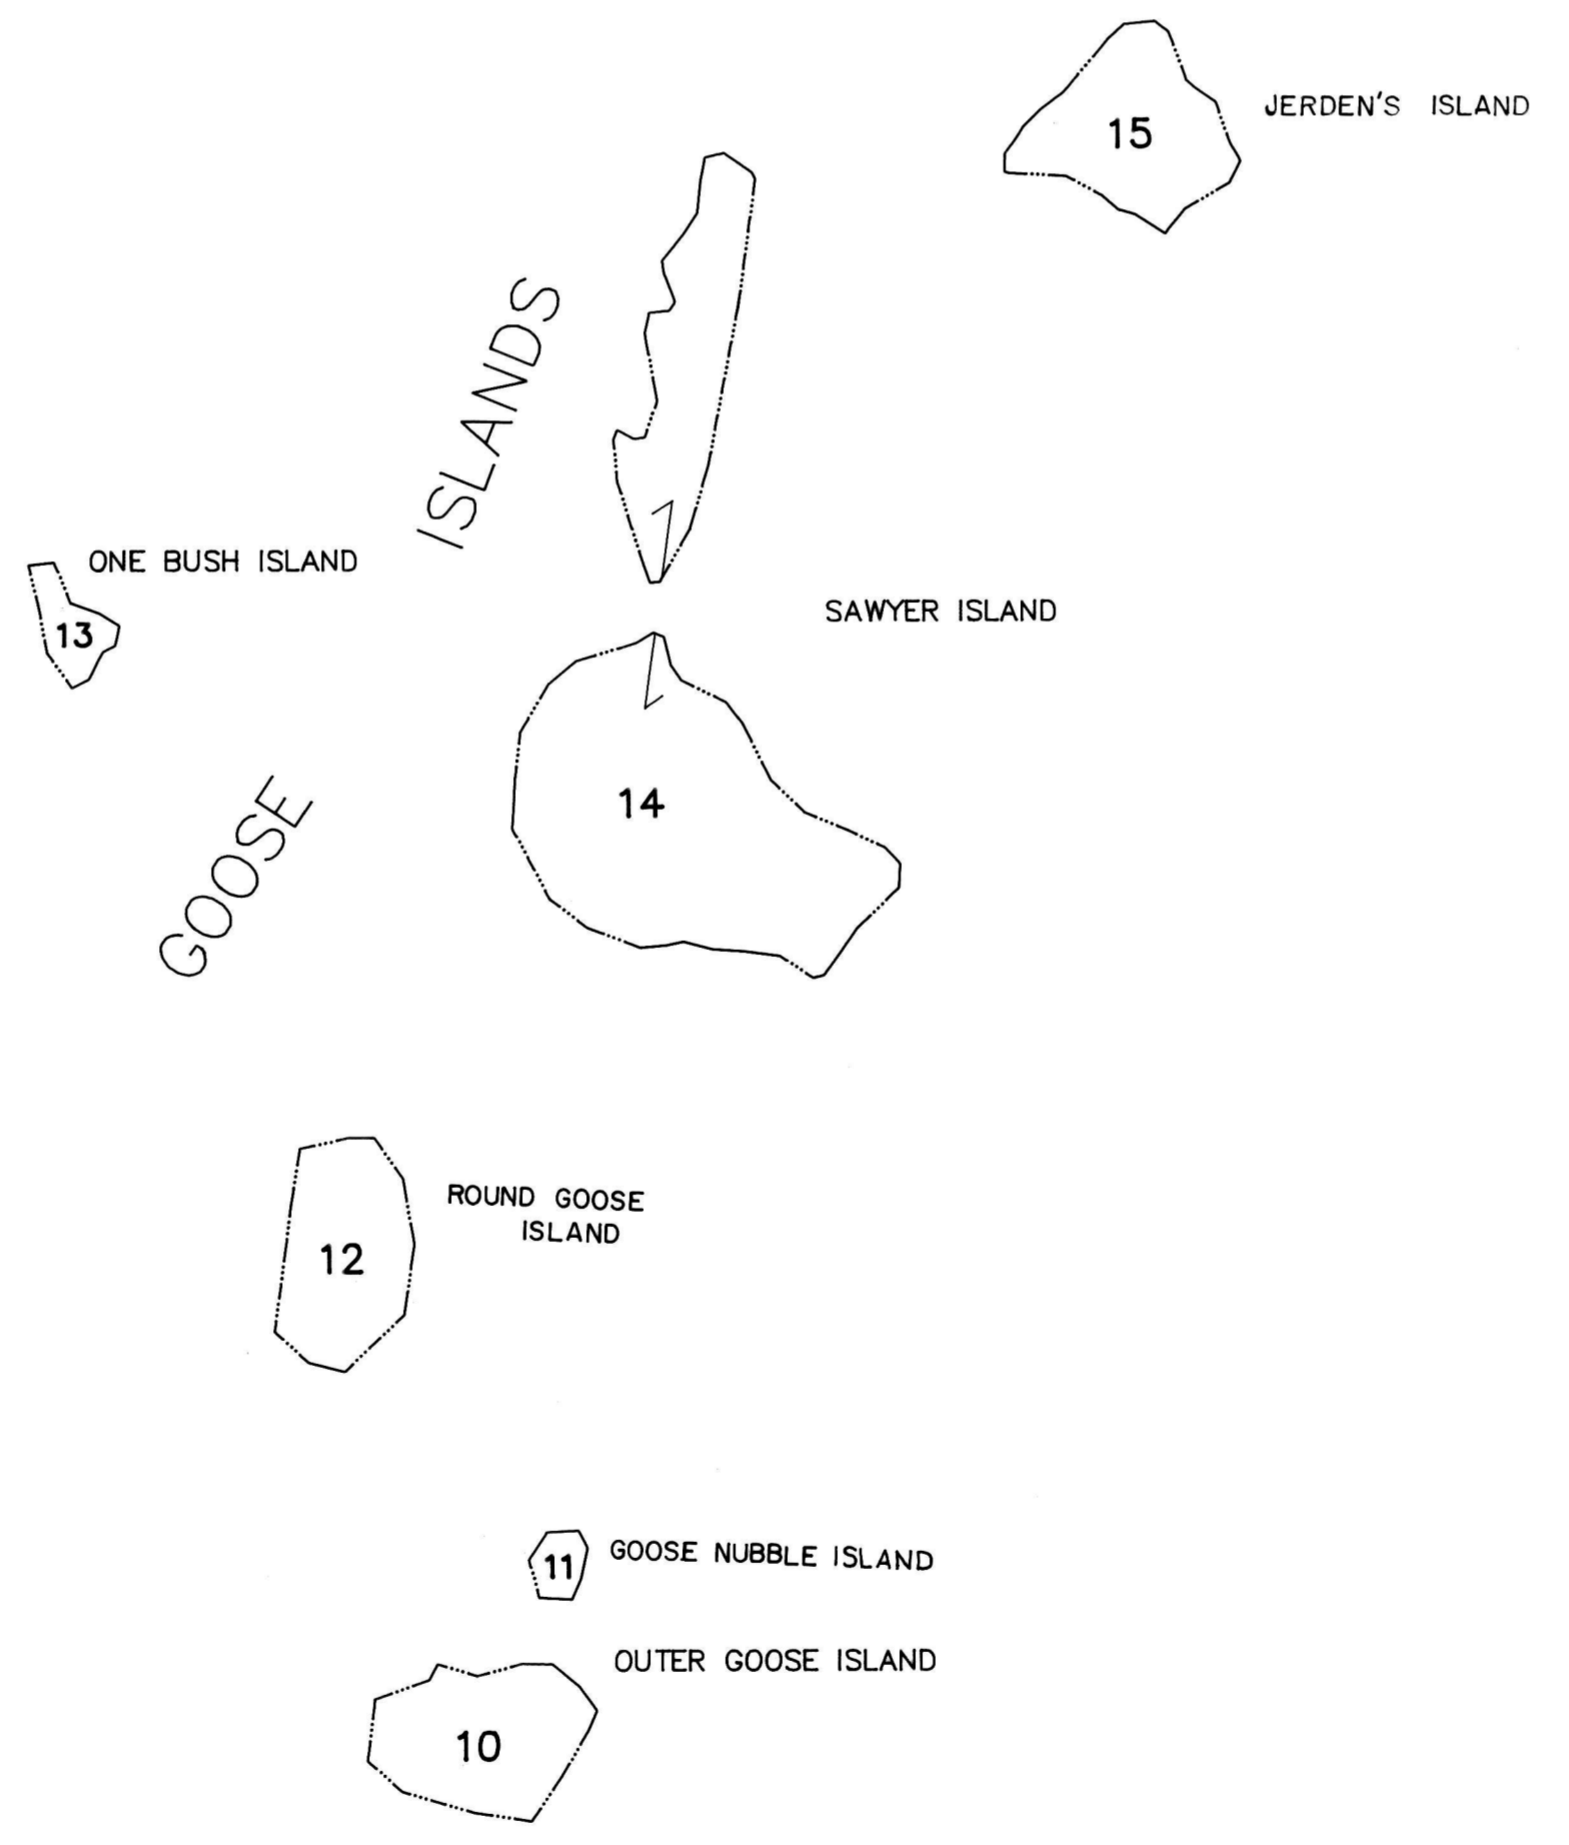 JERDEN'S ISLAND
15
ISLANDS
ONE BUSH ISLAND
13
SAWYER ISLAND
14
GOOSE
ROUND GOOSE
ISLAND
12
GOOSE NUBBLE ISLAND
11
OUTER GOOSE ISLAND
10